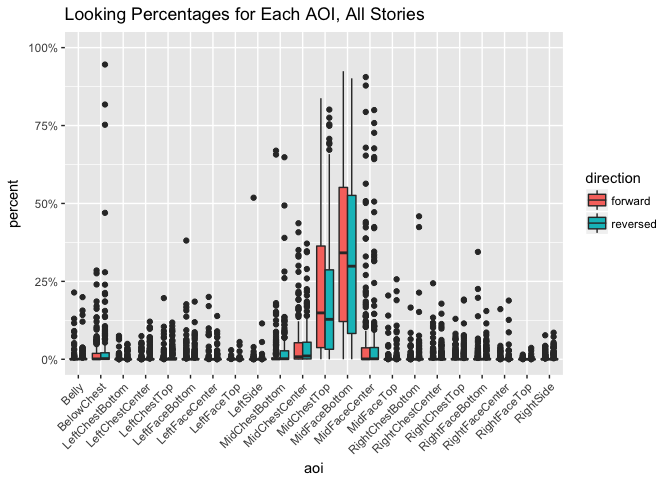 Looking Percentages for Each AOI, All Stories
100%
75%
50%
25%
0%
percent
Belly
BelowChest
LeftChestBottom
LeftChestCenter
LeftChestTop
LeftFaceBottom
LeftFaceCenter
LeftFaceTop
LeftSide
MidChestBottom
MidChestCenter
MidChestTop
MidFaceBottom
MidFaceCenter
MidFaceTop
RightChestBottom
RightChestCenter
RightChestTop
RightFaceBottom
RightFaceCenter
RightFaceTop
RightSide
aoi
direction
forward
reversed